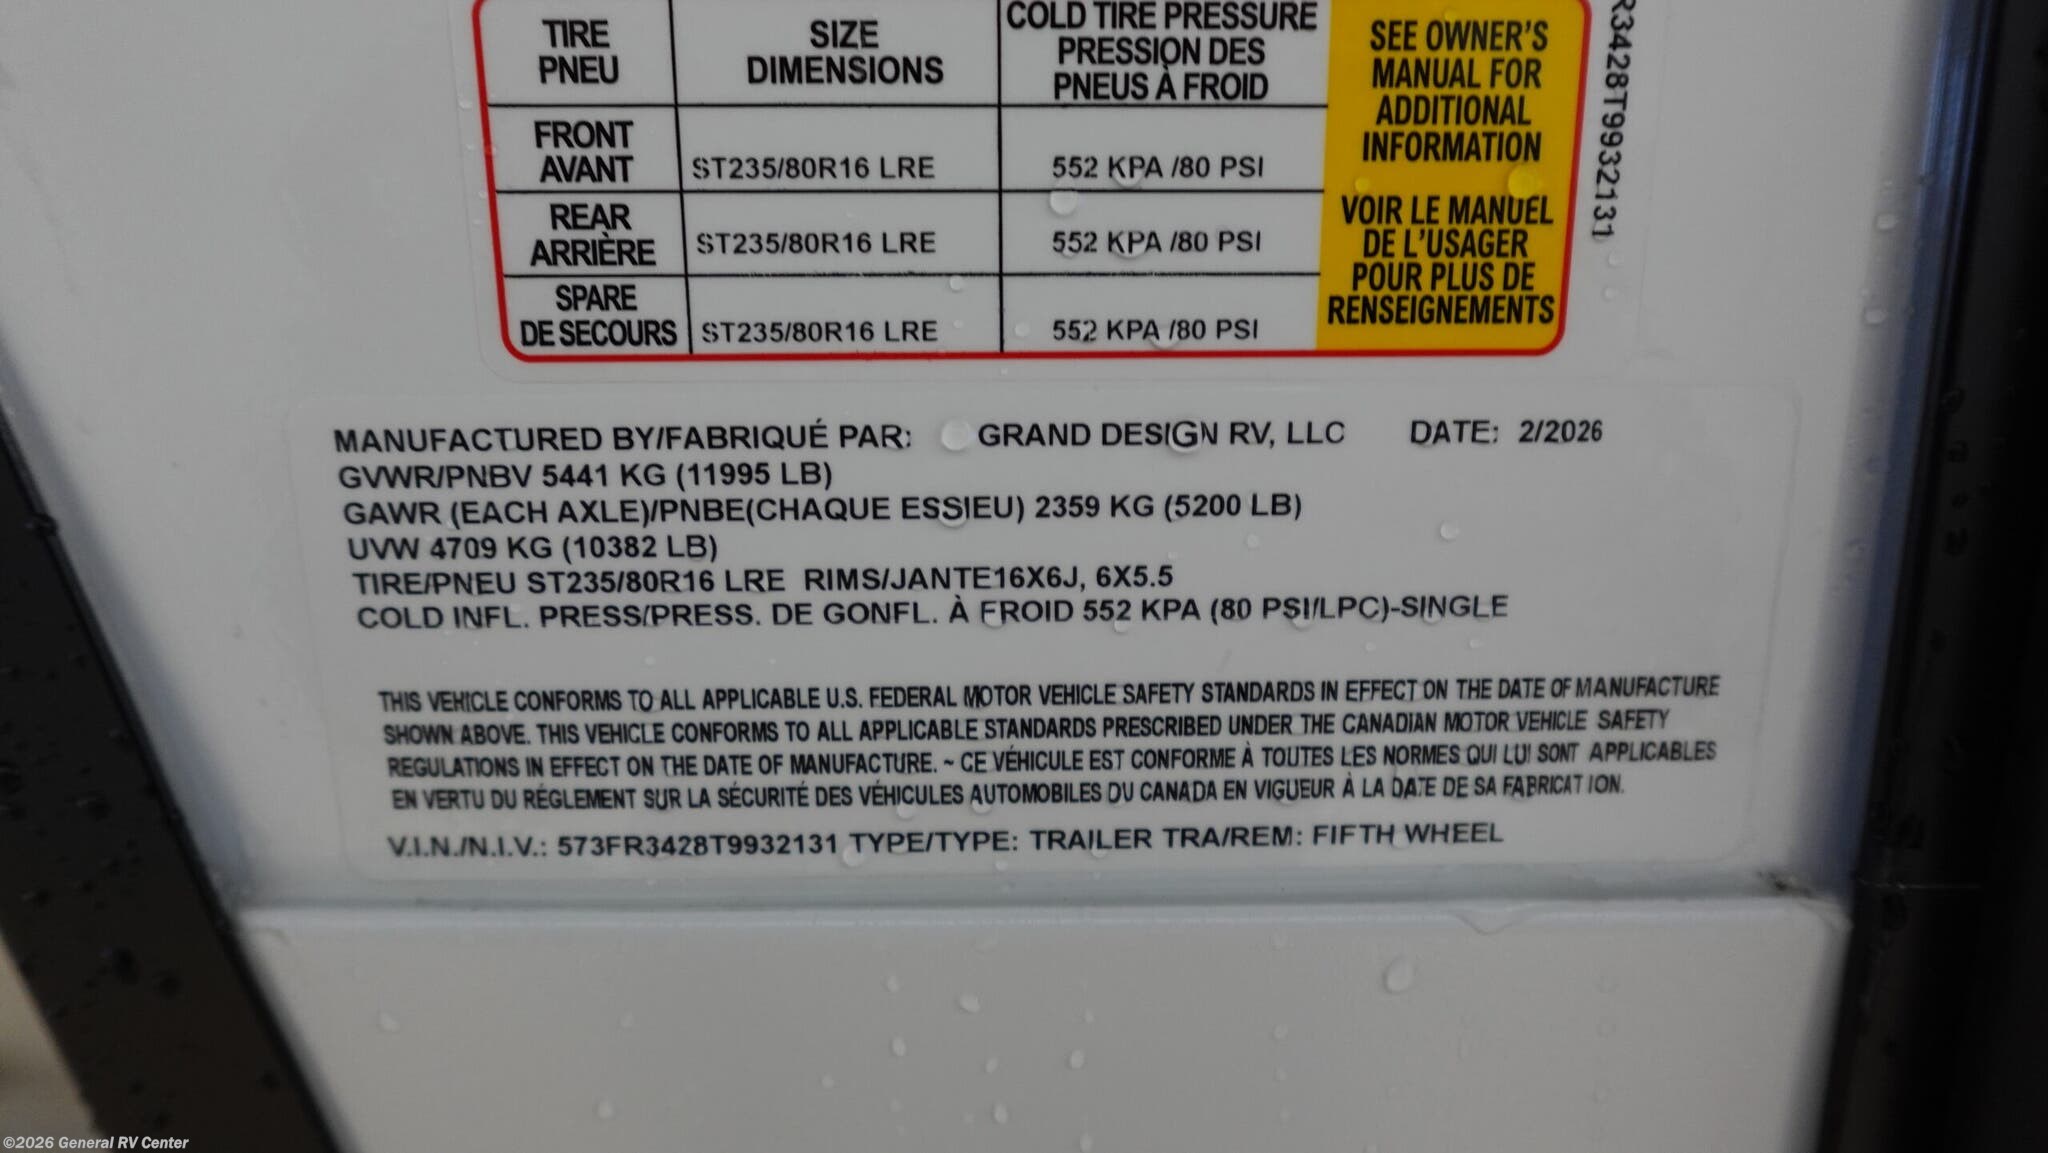 TIRE
PNEU
SIZE
DIMENSIONS
COLD TIRE PRESSURE
PRESSION DES
PNEUS À FROID
SEE OWNER'S
MANUAL FOR
ADDITIONAL
INFORMATION
VOIR LE MANUEL
DE L'USAGER
POUR PLUS DE
RENSEIGNEMENTS
FRONT
AVANT
ST235/80R16 LRE
552 KPA /80 PSI
REAR
ARRIÈRE
ST235/80R16 LRE
552 KPA /80 PSI
SPARE
DE SECOURS
ST235/80R16 LRE
552 KPA /80 PSI
R3428T9932131
MANUFACTURED BY/FABRIQUÉ PAR: GRAND DESIGN RV, LLC DATE: 2/2026
GVWR/PNBV 5441 KG (11995 LB)
GAWR (EACH AXLE)/PNBE(CHAQUE ESSIEU) 2359 KG (5200 LB)
UVW 4709 KG (10382 LB)
TIRE/PNEU ST235/80R16 LRE RIMS/JANTE16X6J, 6X5.5
COLD INFL. PRESS/PRESS. DE GONFL. À FROID 552 KPA (80 PSI/LPC)-SINGLE
THIS VEHICLE CONFORMS TO ALL APPLICABLE U.S. FEDERAL MOTOR VEHICLE SAFETY STANDARDS IN EFFECT ON THE DATE OF MANUFACTURE
SHOWN ABOVE. THIS VEHICLE CONFORMS TO ALL APPLICABLE STANDARDS PRESCRIBED UNDER THE CANADIAN MOTOR VEHICLE SAFETY
REGULATIONS IN EFFECT ON THE DATE OF MANUFACTURE. ~ CE VÉHICULE EST CONFORME À TOUTES LES NORMES QUI LUI SONT APPLICABLES
EN VERTU DU RÉGLEMENT SUR LA SÉCURITÉ DES VÉHICULES AUTOMOBILES DU CANADA EN VIGUEUR À LA DATE DE SA FABRICATION.
V.I.N./N.I.V.: 573FR3428T9932131 TYPE/TYPE: TRAILER TRA/REM: FIFTH WHEEL
©2026 General RV Center